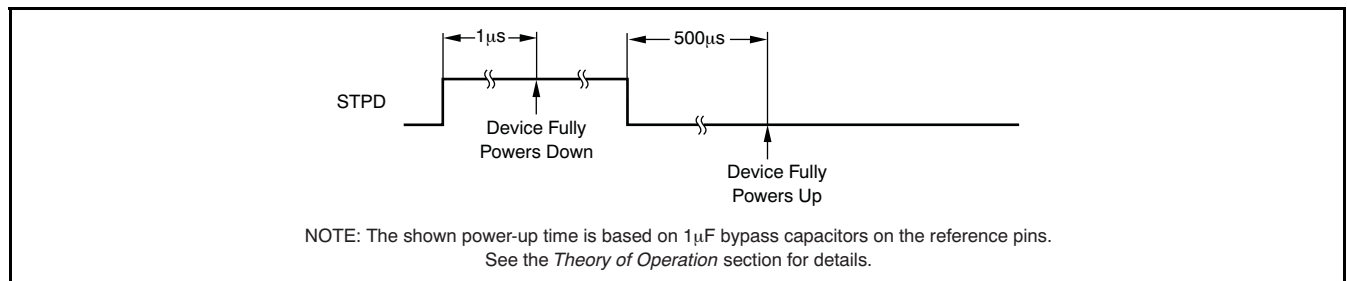 1μs
500μs
STPD
Device Fully
Powers Down
Device Fully
Powers Up
NOTE: The shown power-up time is based on 1μF bypass capacitors on the reference pins.
See the Theory of Operation section for details.